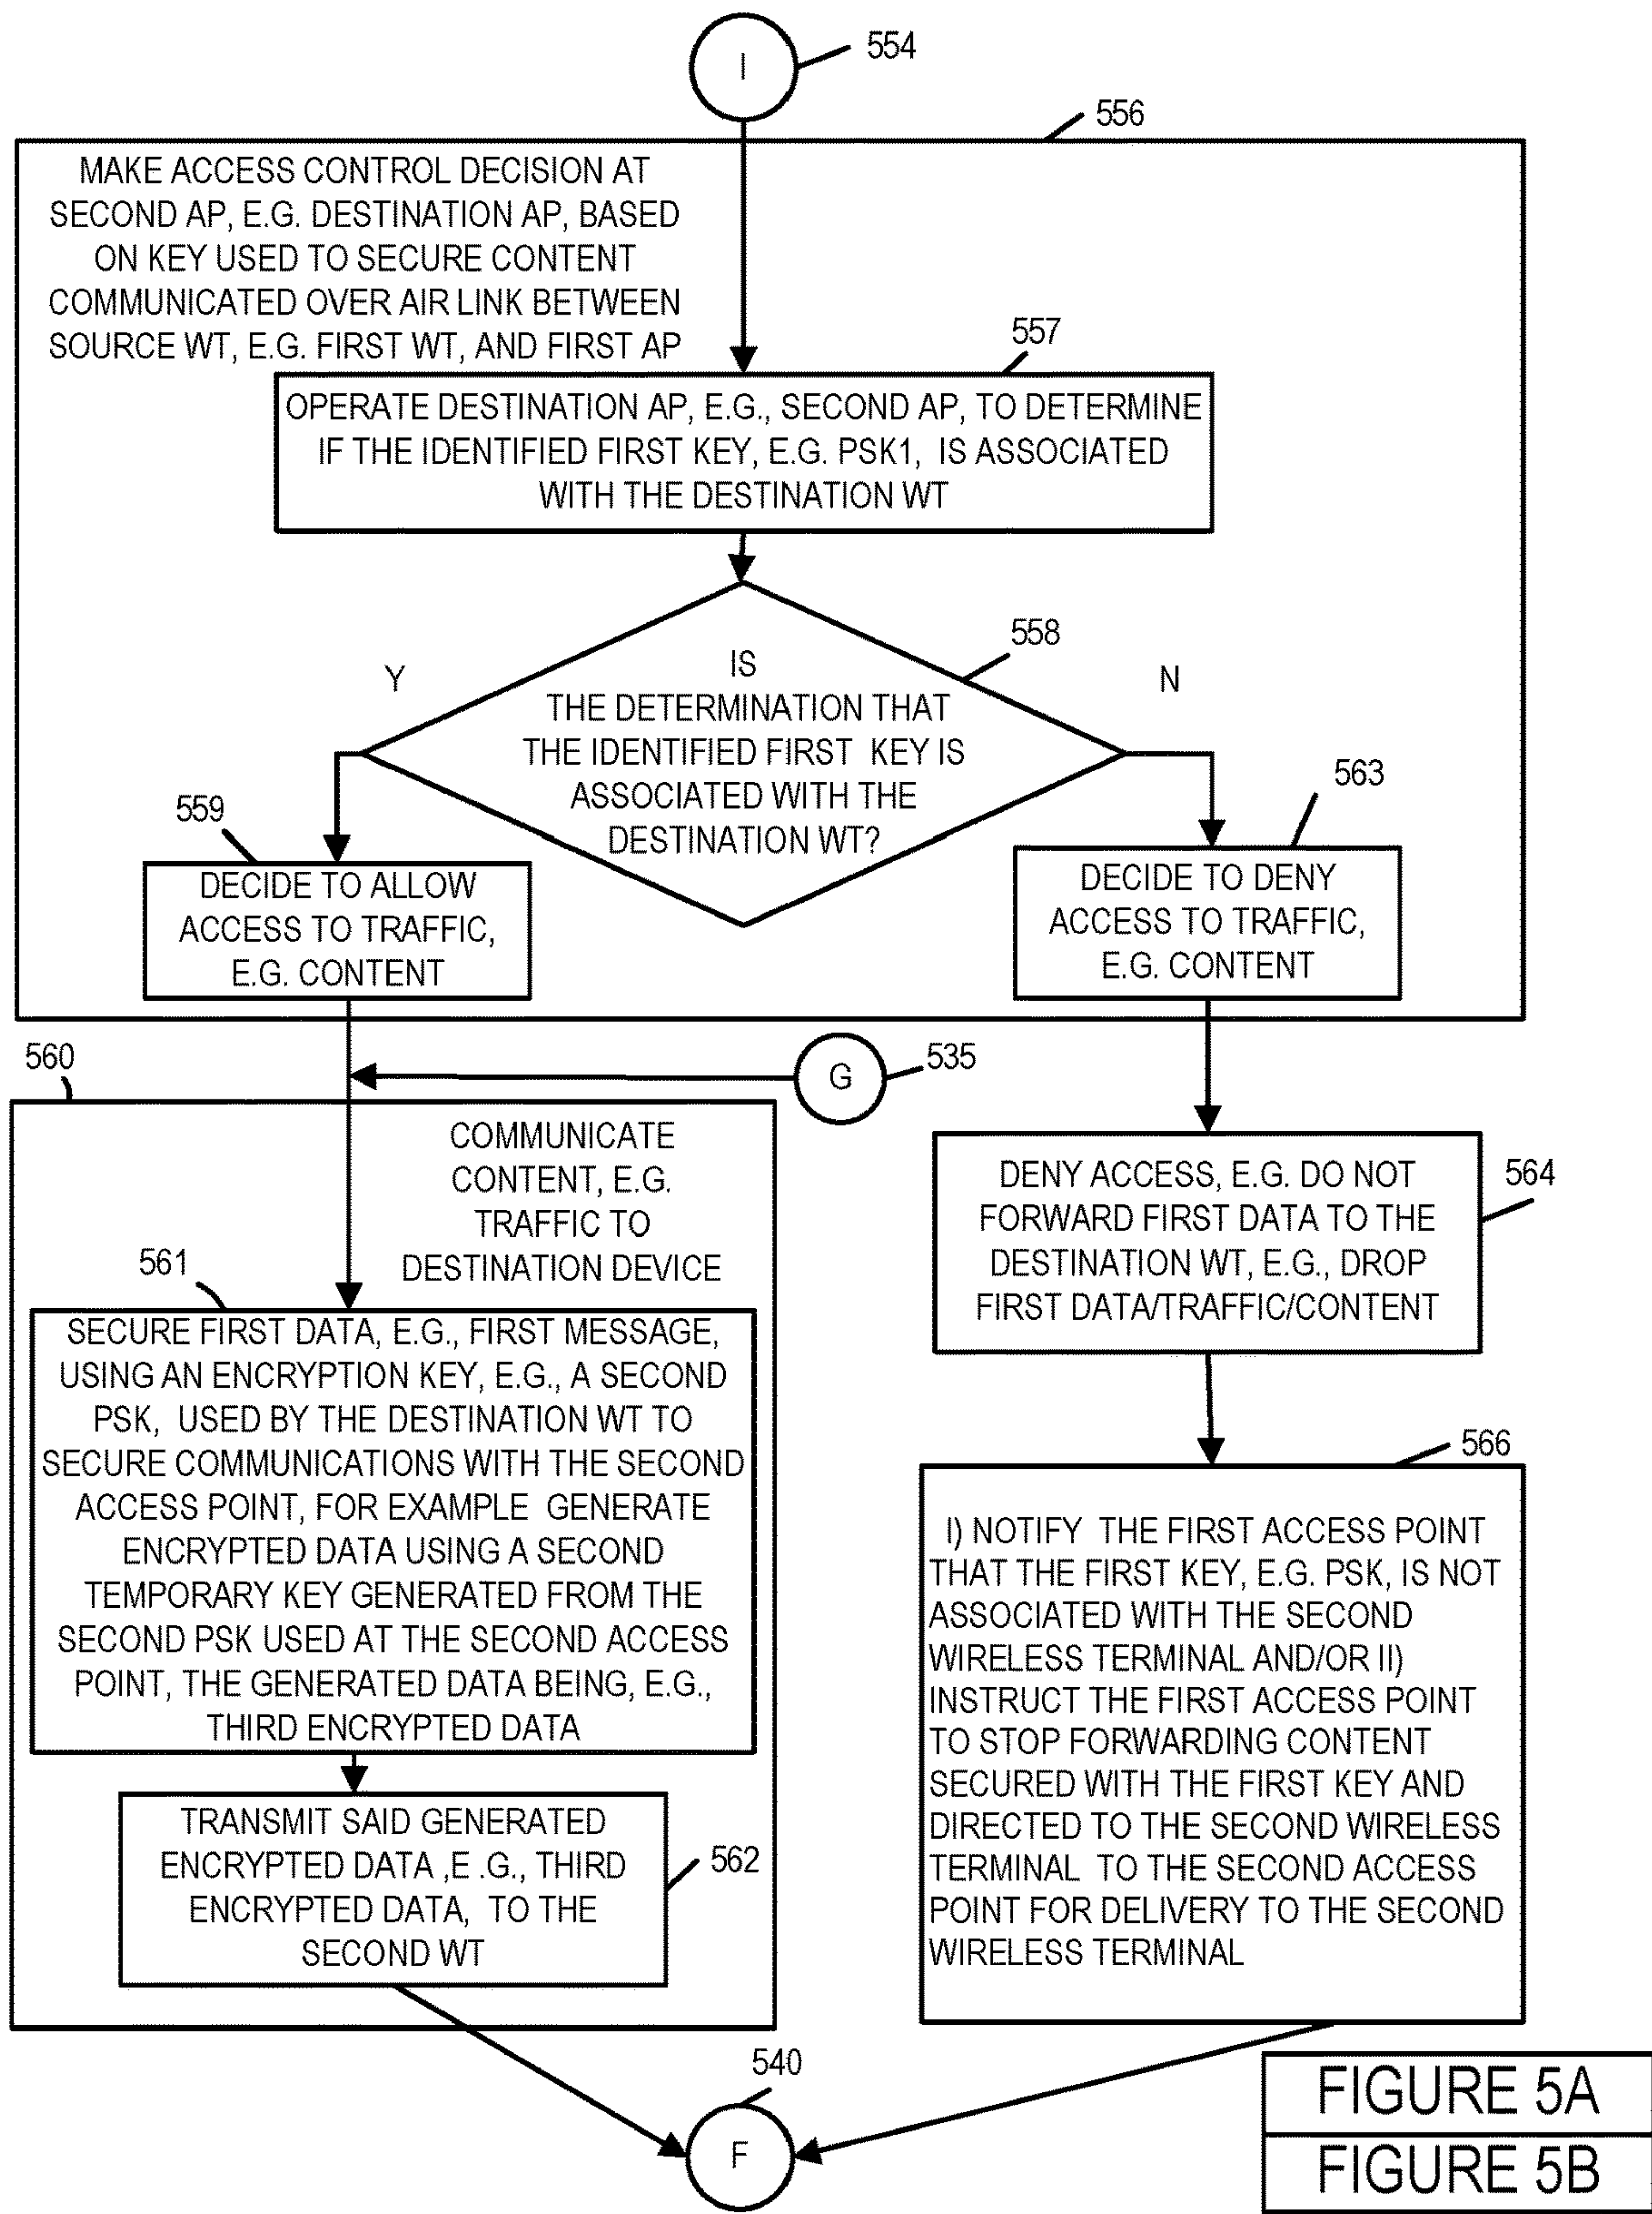 I
554
556
MAKE ACCESS CONTROL DECISION AT
SECOND AP, E.G. DESTINATION AP, BASED
ON KEY USED TO SECURE CONTENT
COMMUNICATED OVER AIR LINK BETWEEN
SOURCE WT, E.G. FIRST WT, AND FIRST AP
557
OPERATE DESTINATION AP, E.G., SECOND AP, TO DETERMINE
IF THE IDENTIFIED FIRST KEY, E.G. PSK1, IS ASSOCIATED
WITH THE DESTINATION WT
558
Y
N
IS
THE DETERMINATION THAT
THE IDENTIFIED FIRST KEY IS
ASSOCIATED WITH THE
DESTINATION WT?
559
DECIDE TO ALLOW
ACCESS TO TRAFFIC,
E.G. CONTENT
563
DECIDE TO DENY
ACCESS TO TRAFFIC,
E.G. CONTENT
560
G
535
COMMUNICATE
CONTENT, E.G.
TRAFFIC TO
DESTINATION DEVICE
561
SECURE FIRST DATA, E.G., FIRST MESSAGE,
USING AN ENCRYPTION KEY, E.G., A SECOND
PSK, USED BY THE DESTINATION WT TO
SECURE COMMUNICATIONS WITH THE SECOND
ACCESS POINT, FOR EXAMPLE GENERATE
ENCRYPTED DATA USING A SECOND
TEMPORARY KEY GENERATED FROM THE
SECOND PSK USED AT THE SECOND ACCESS
POINT, THE GENERATED DATA BEING, E.G.,
THIRD ENCRYPTED DATA
TRANSMIT SAID GENERATED
ENCRYPTED DATA ,E .G., THIRD
ENCRYPTED DATA, TO THE
SECOND WT
562
DENY ACCESS, E.G. DO NOT
FORWARD FIRST DATA TO THE
DESTINATION WT, E.G., DROP
FIRST DATA/TRAFFIC/CONTENT
564
566
I) NOTIFY THE FIRST ACCESS POINT
THAT THE FIRST KEY, E.G. PSK, IS NOT
ASSOCIATED WITH THE SECOND
WIRELESS TERMINAL AND/OR II)
INSTRUCT THE FIRST ACCESS POINT
TO STOP FORWARDING CONTENT
SECURED WITH THE FIRST KEY AND
DIRECTED TO THE SECOND WIRELESS
TERMINAL TO THE SECOND ACCESS
POINT FOR DELIVERY TO THE SECOND
WIRELESS TERMINAL
540
F
FIGURE 5A
FIGURE 5B